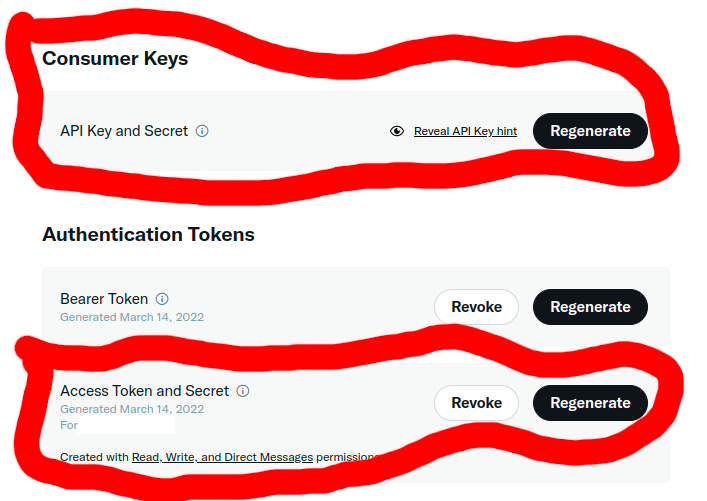 Consumer Keys
API Key and Secret Reveal API Key hint Regenerate
Authentication Tokens
Bearer Token Revoke Regenerate
Generated March 14, 2022
Access Token and Secret Revoke Regenerate
Generated March 14, 2022
For
Created with Read, Write, and Direct Messages permissions